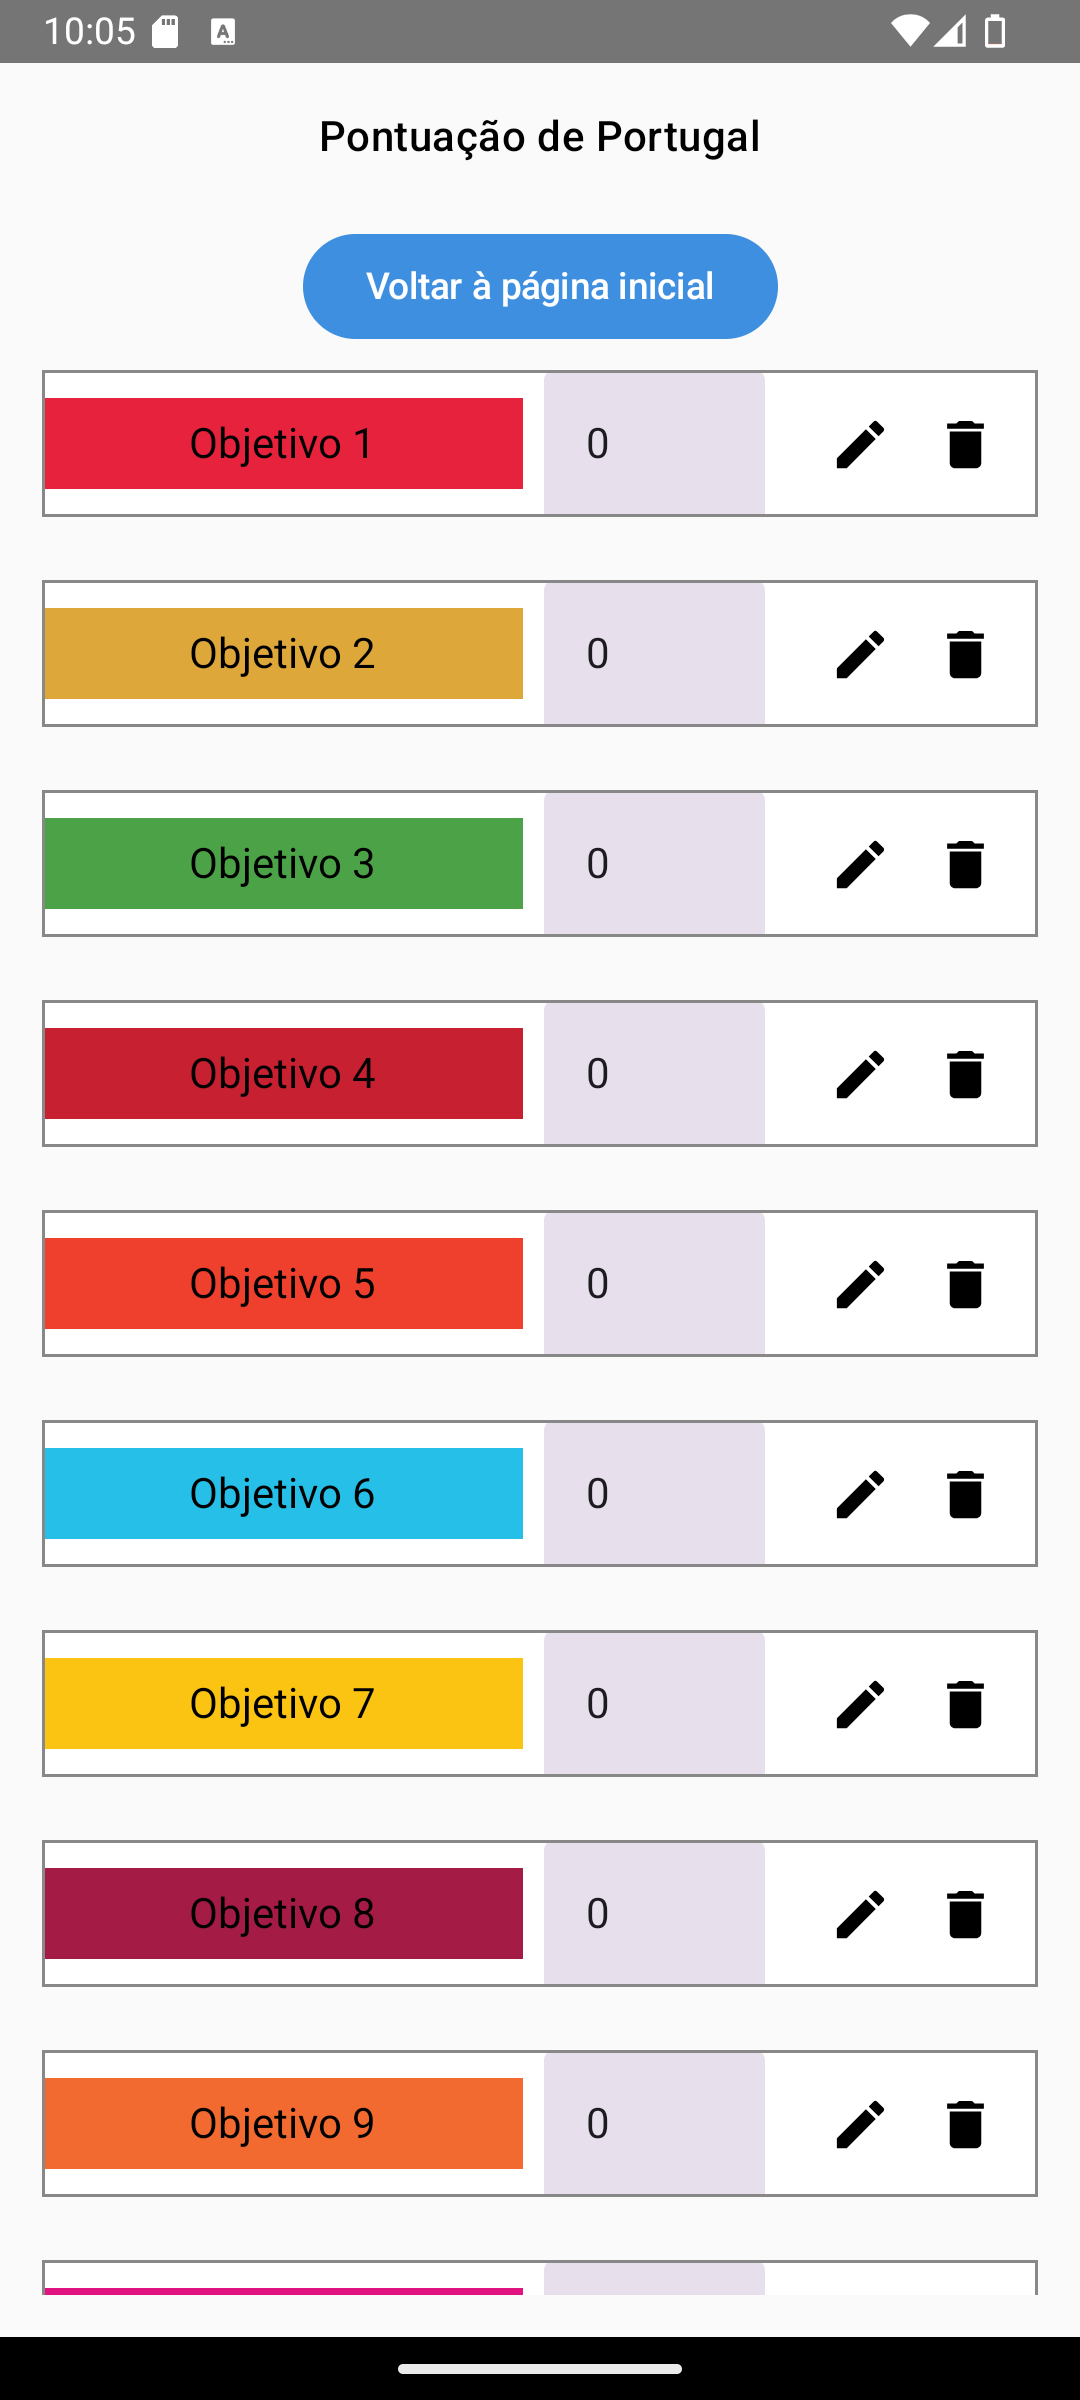 10:05
Pontuação de Portugal
Voltar à página inicial
Objetivo 1 0
Objetivo 2 0
Objetivo 3 0
Objetivo 4 0
Objetivo 5 0
Objetivo 6 0
Objetivo 7 0
Objetivo 8 0
Objetivo 9 0